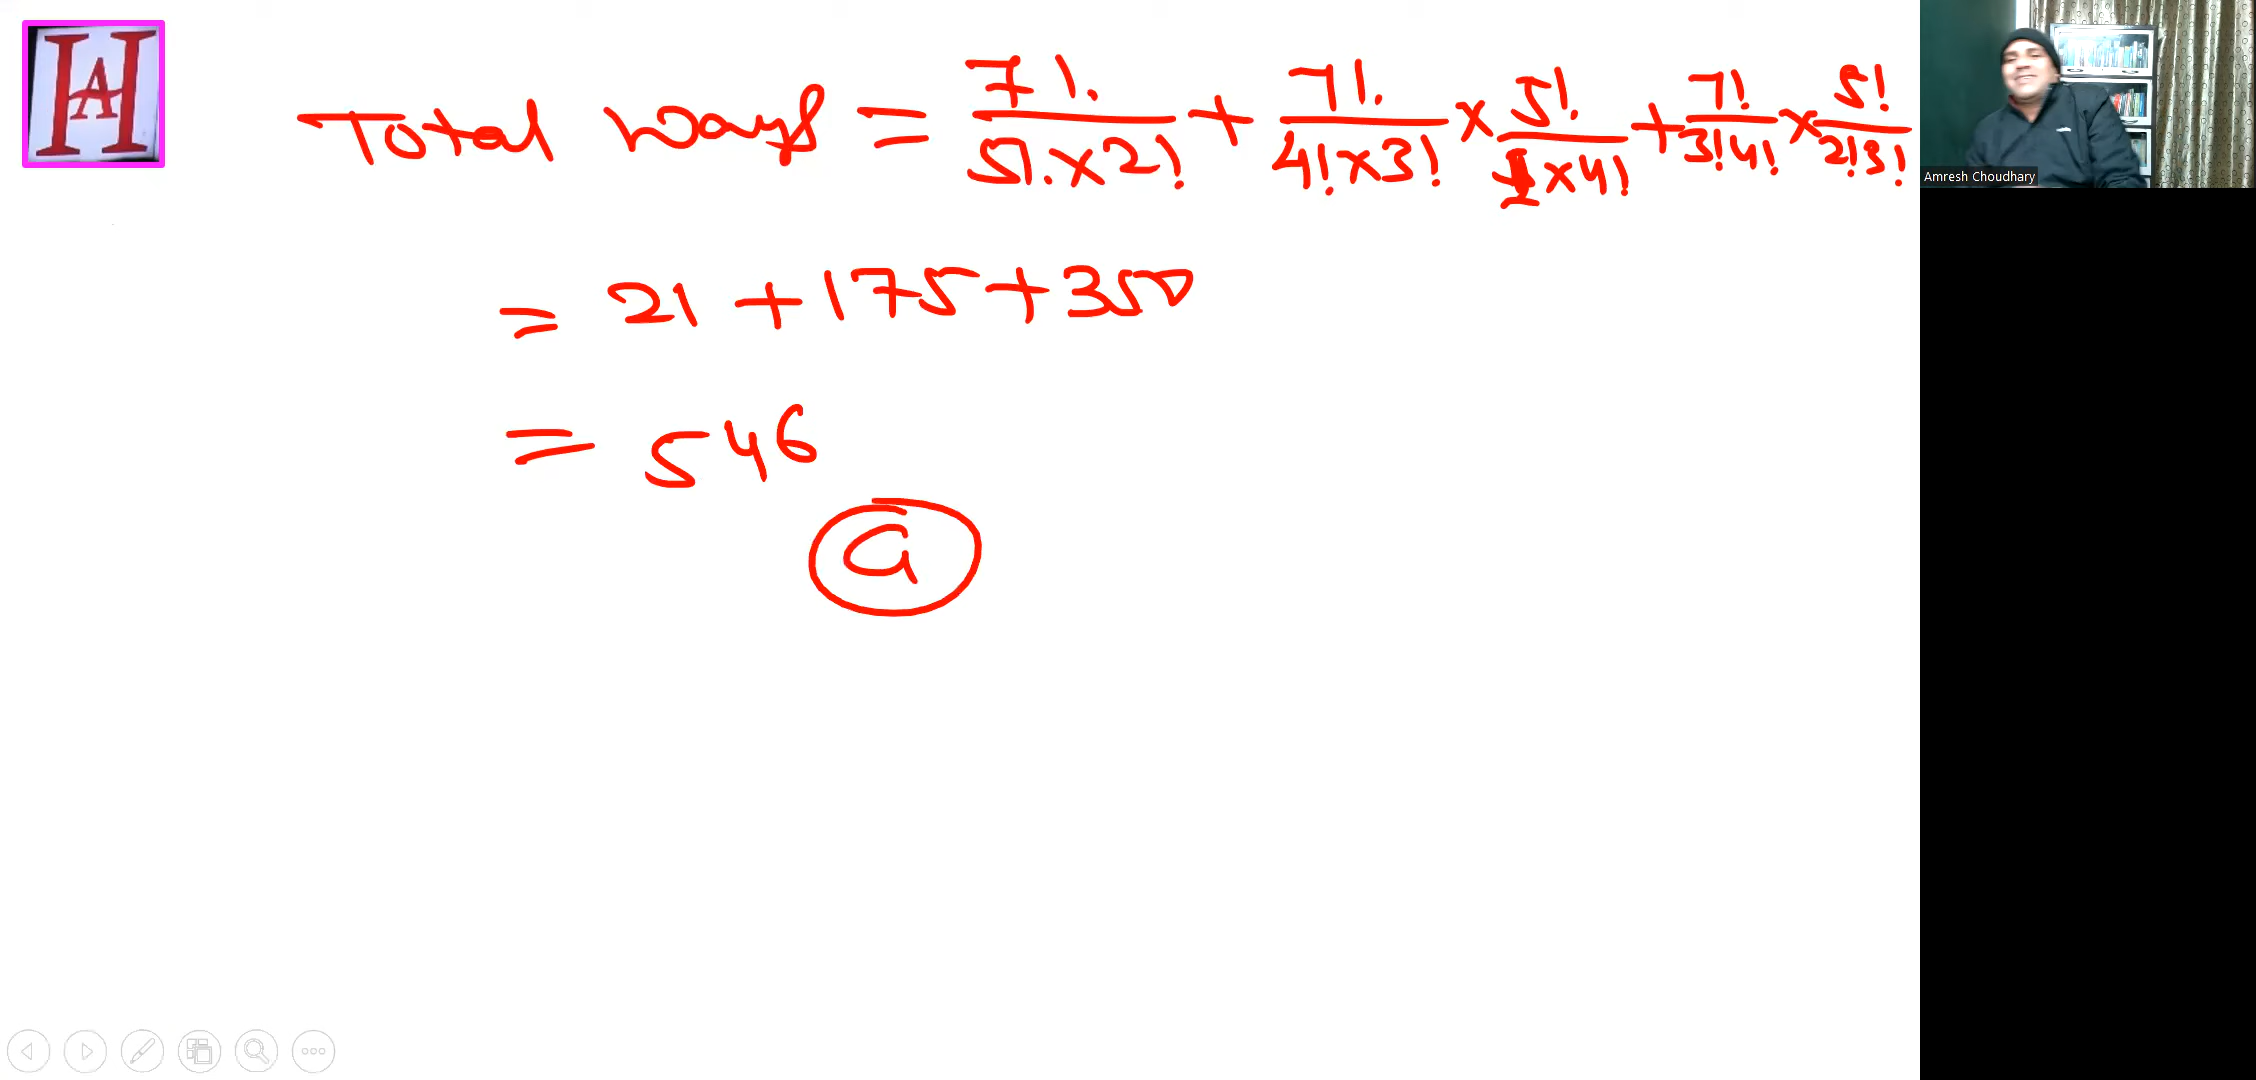 HA
Total ways = 7!/(5! × 2!) + 7!/(4! × 3!) × 5!/(1 × 4!) + 7!/(3! 4!) × 5!/(2! 3!)
Amresh Choudhary
= 21 + 175 + 350
= 546
a